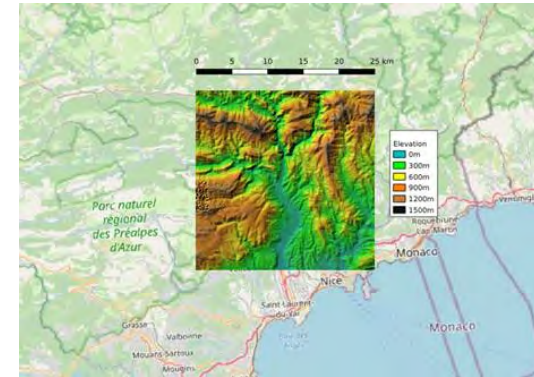 0 5 10 15 20 25 km
Elevation
0m
300m
600m
900m
1200m
1500m
Parc naturel
régional
des Préalpes
d'Azur
Roquebrune
Cap-Martin
Monaco
Nice
Saint-Laurent
-du-Var
Grasse
Valbonne
Mouans-Sartoux
Mougins
Monaco